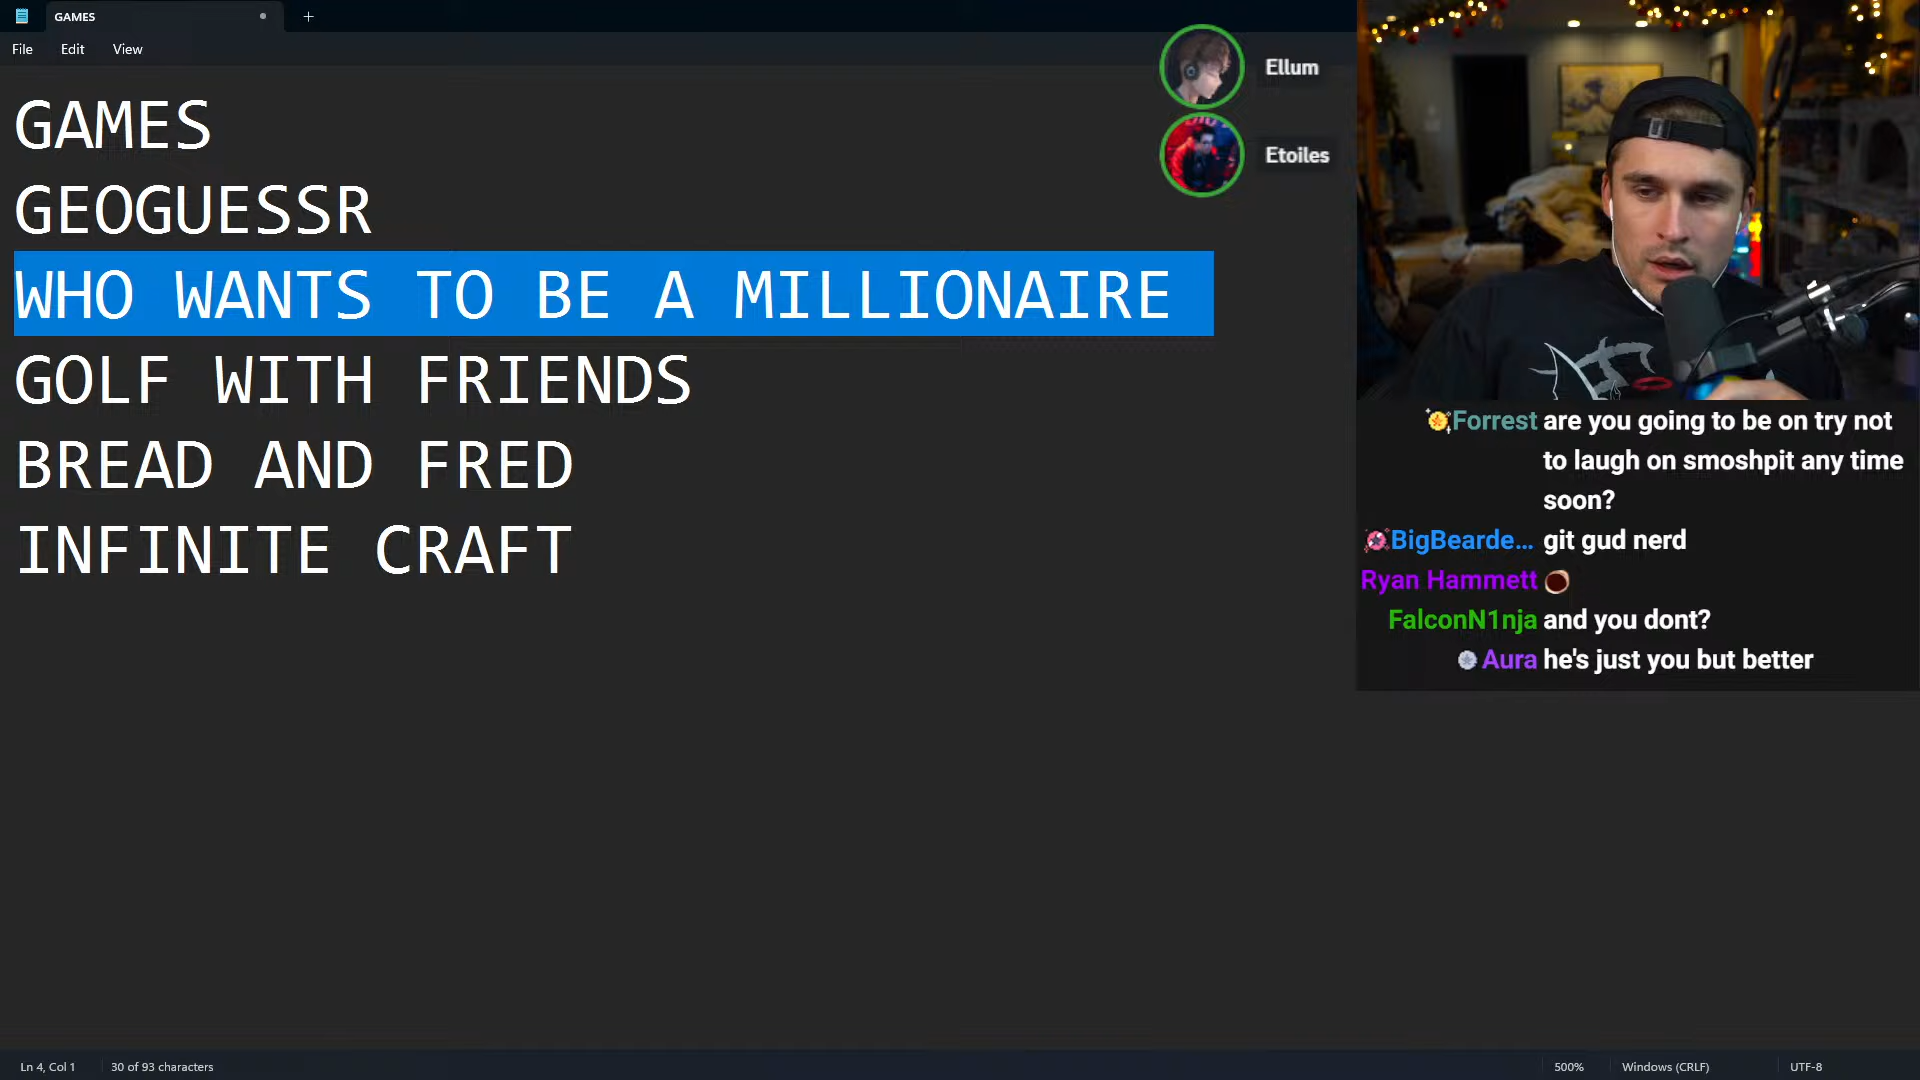 GAMES
File Edit View
GAMES
GEOGUESSR
WHO WANTS TO BE A MILLIONAIRE
GOLF WITH FRIENDS
BREAD AND FRED
INFINITE CRAFT
Ellum
Etoiles
Forrest are you going to be on try not
to laugh on smoshpit any time
soon?
BigBearde... git gud nerd
Ryan Hammett
FalconN1nja and you dont?
Aura he's just you but better
Ln 4, Col 1 30 of 93 characters 500% Windows (CRLF) UTF-8